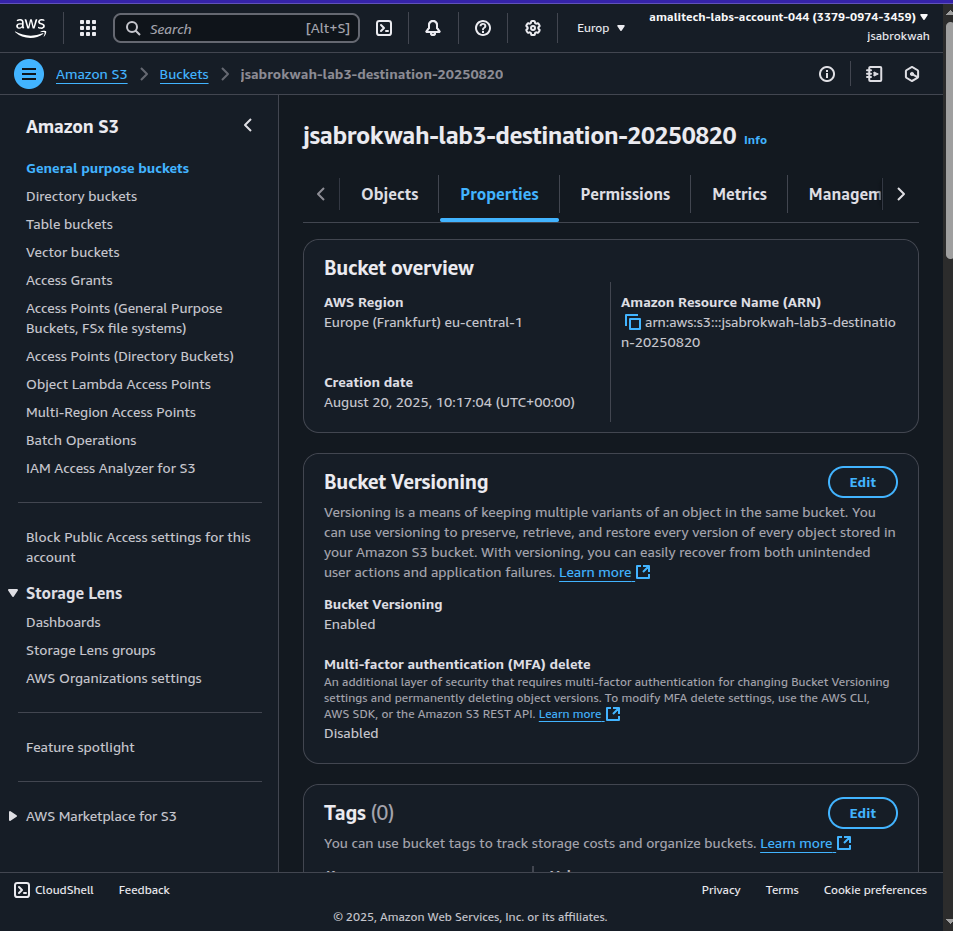 aws
Search [Alt+S]
Europ
amalitech-labs-account-044 (3379-0974-3459)
jsabrokwah
Amazon S3 > Buckets > jsabrokwah-lab3-destination-20250820
Amazon S3
General purpose buckets
Directory buckets
Table buckets
Vector buckets
Access Grants
Access Points (General Purpose
Buckets, FSx file systems)
Access Points (Directory Buckets)
Object Lambda Access Points
Multi-Region Access Points
Batch Operations
IAM Access Analyzer for S3
Block Public Access settings for this
account
Storage Lens
Dashboards
Storage Lens groups
AWS Organizations settings
Feature spotlight
AWS Marketplace for S3
jsabrokwah-lab3-destination-20250820 Info
Objects Properties Permissions Metrics Managem
Bucket overview
AWS Region
Europe (Frankfurt) eu-central-1
Amazon Resource Name (ARN)
arn:aws:s3:::jsabrokwah-lab3-destinatio
n-20250820
Creation date
August 20, 2025, 10:17:04 (UTC+00:00)
Bucket Versioning
Edit
Versioning is a means of keeping multiple variants of an object in the same bucket. You
can use versioning to preserve, retrieve, and restore every version of every object stored in
your Amazon S3 bucket. With versioning, you can easily recover from both unintended
user actions and application failures. Learn more
Bucket Versioning
Enabled
Multi-factor authentication (MFA) delete
An additional layer of security that requires multi-factor authentication for changing Bucket Versioning
settings and permanently deleting object versions. To modify MFA delete settings, use the AWS CLI,
AWS SDK, or the Amazon S3 REST API. Learn more
Disabled
Tags (0)
Edit
You can use bucket tags to track storage costs and organize buckets. Learn more
CloudShell Feedback Privacy Terms Cookie preferences
© 2025, Amazon Web Services, Inc. or its affiliates.